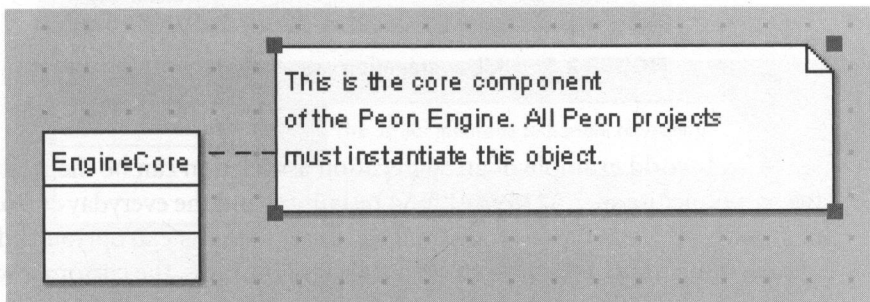 This is the core component
of the Peon Engine. All Peon projects
must instantiate this object.
EngineCore